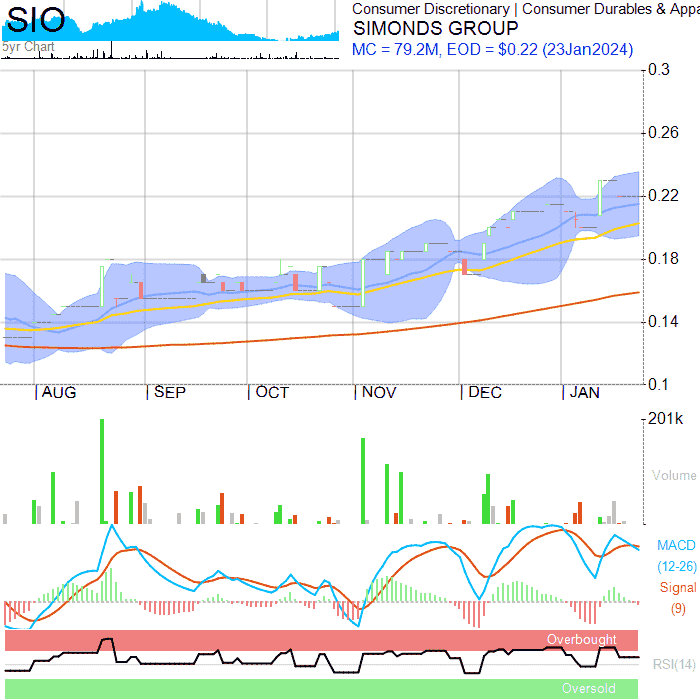 SIO
5yr Chart
Consumer Discretionary | Consumer Durables & Appa
SIMONDS GROUP
MC = 79.2M, EOD = $0.22 (23Jan2024)
0.3
0.26
0.22
0.18
0.14
0.1
AUG SEP OCT NOV DEC JAN
201k
Volume
MACD
(12-26)
Signal
(9)
Overbought
RSI(14)
Oversold